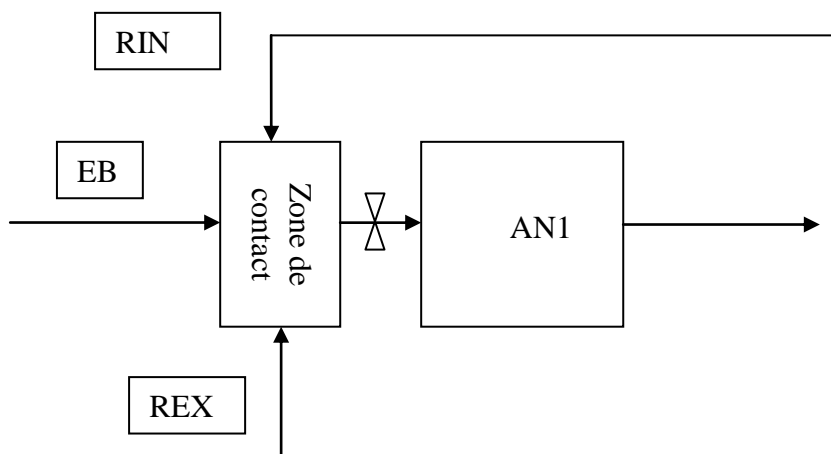 RIN
EB
Zone de
contact
AN1
REX